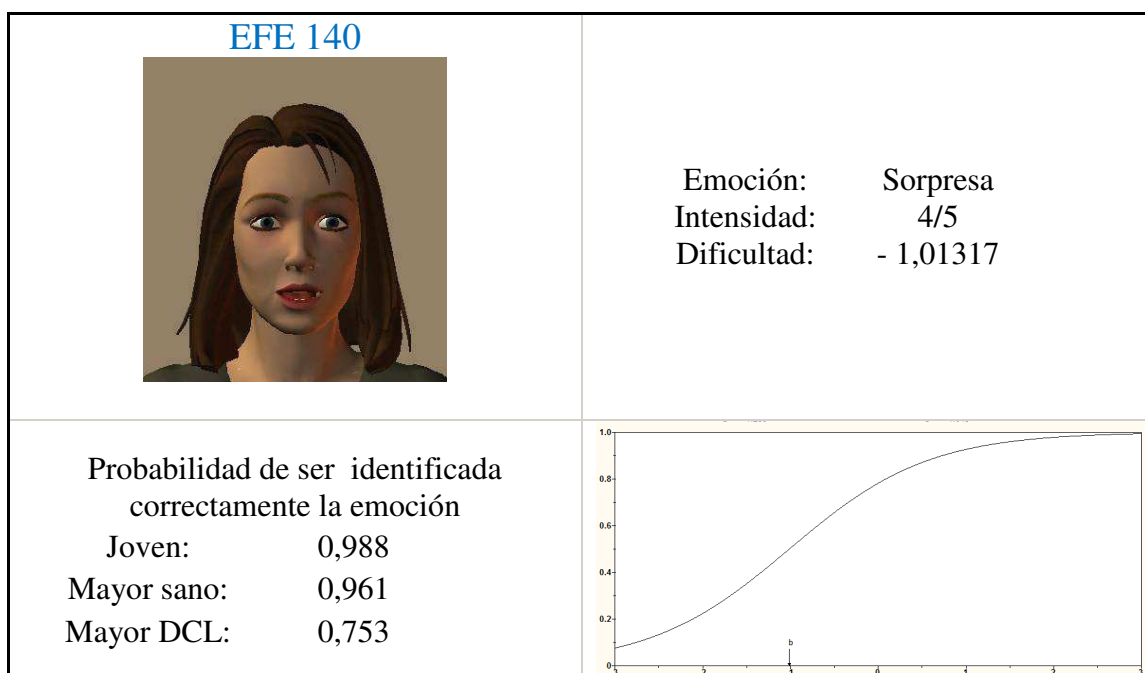 EFE 140
Emoción: Sorpresa
Intensidad: 4/5
Dificultad: - 1,01317
Probabilidad de ser identificada
correctamente la emoción
Joven: 0,988
Mayor sano: 0,961
Mayor DCL: 0,753
1.0
0.8
0.6
0.4
0.2
0
b